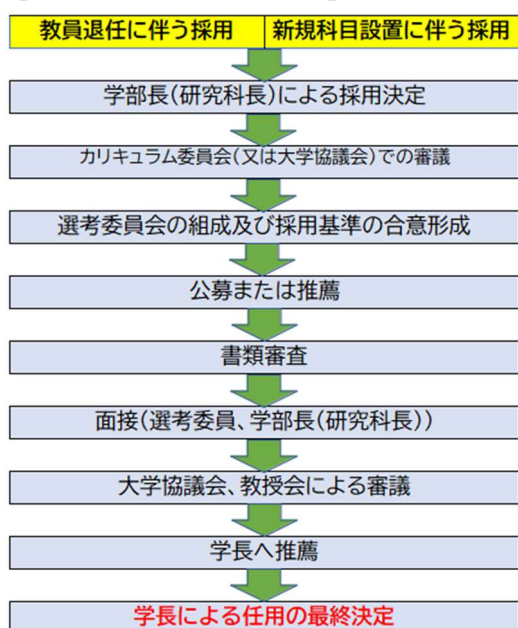 教員退任に伴う採用 新規科目設置に伴う採用
学部長(研究科長)による採用決定
カリキュラム委員会(又は大学協議会)での審議
選考委員会の組成及び採用基準の合意形成
公募または推薦
書類審査
面接(選考委員、学部長(研究科長))
大学協議会、教授会による審議
学長へ推薦
学長による任用の最終決定